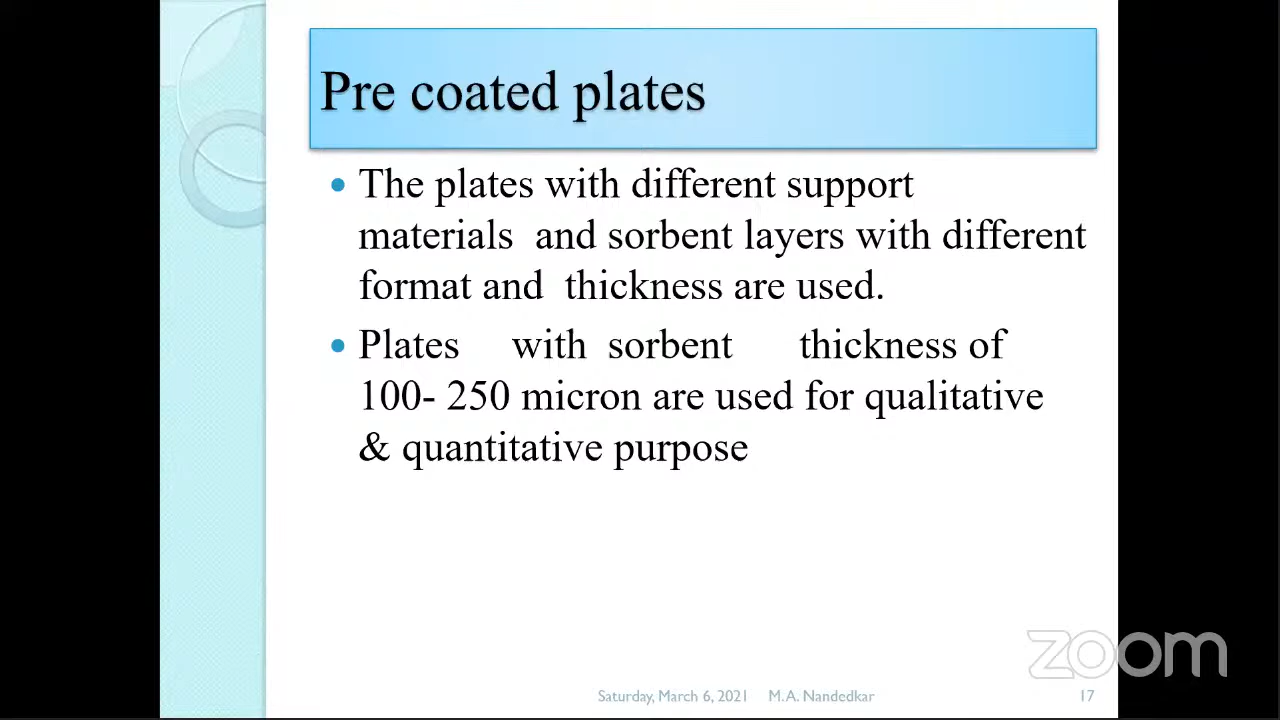 Pre coated plates
• The plates with different support
materials and sorbent layers with different
format and thickness are used.
• Plates with sorbent thickness of
100- 250 micron are used for qualitative
& quantitative purpose
zoom
Saturday, March 6, 2021 M.A. Nandedkar 17